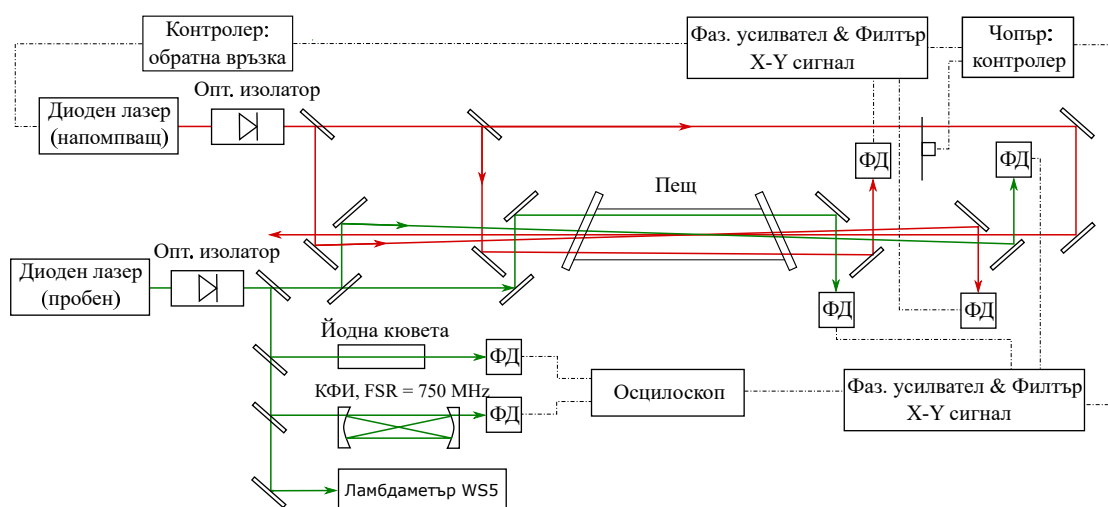 Контролер:
обратна връзка
Фаз. усилвател & Филтър
X-Y сигнал
Чопър:
контролер
Опт. изолатор
Диоден лазер
(напомпващ)
ФД
ФД
Пещ
Опт. изолатор
Диоден лазер
(пробен)
ФД
ФД
Йодна кювета
ФД
КФИ, FSR = 750 MHz
ФД
Осцилоскоп
Фаз. усилвател & Филтър
X-Y сигнал
Ламбдаметър WS5